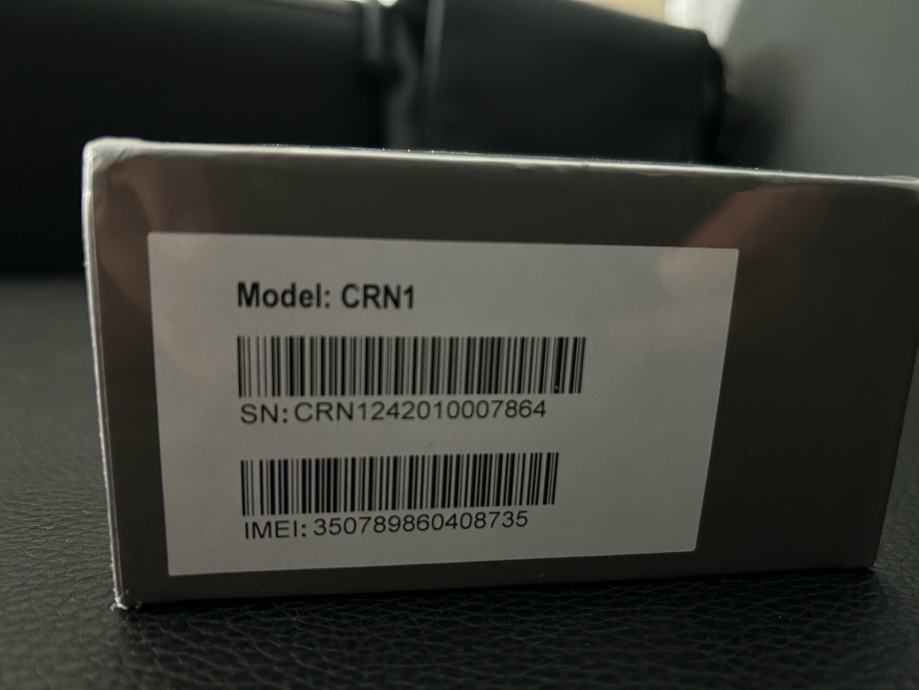 Model: CRN1
SN: CRN1242010007864
IMEI: 350789860408735